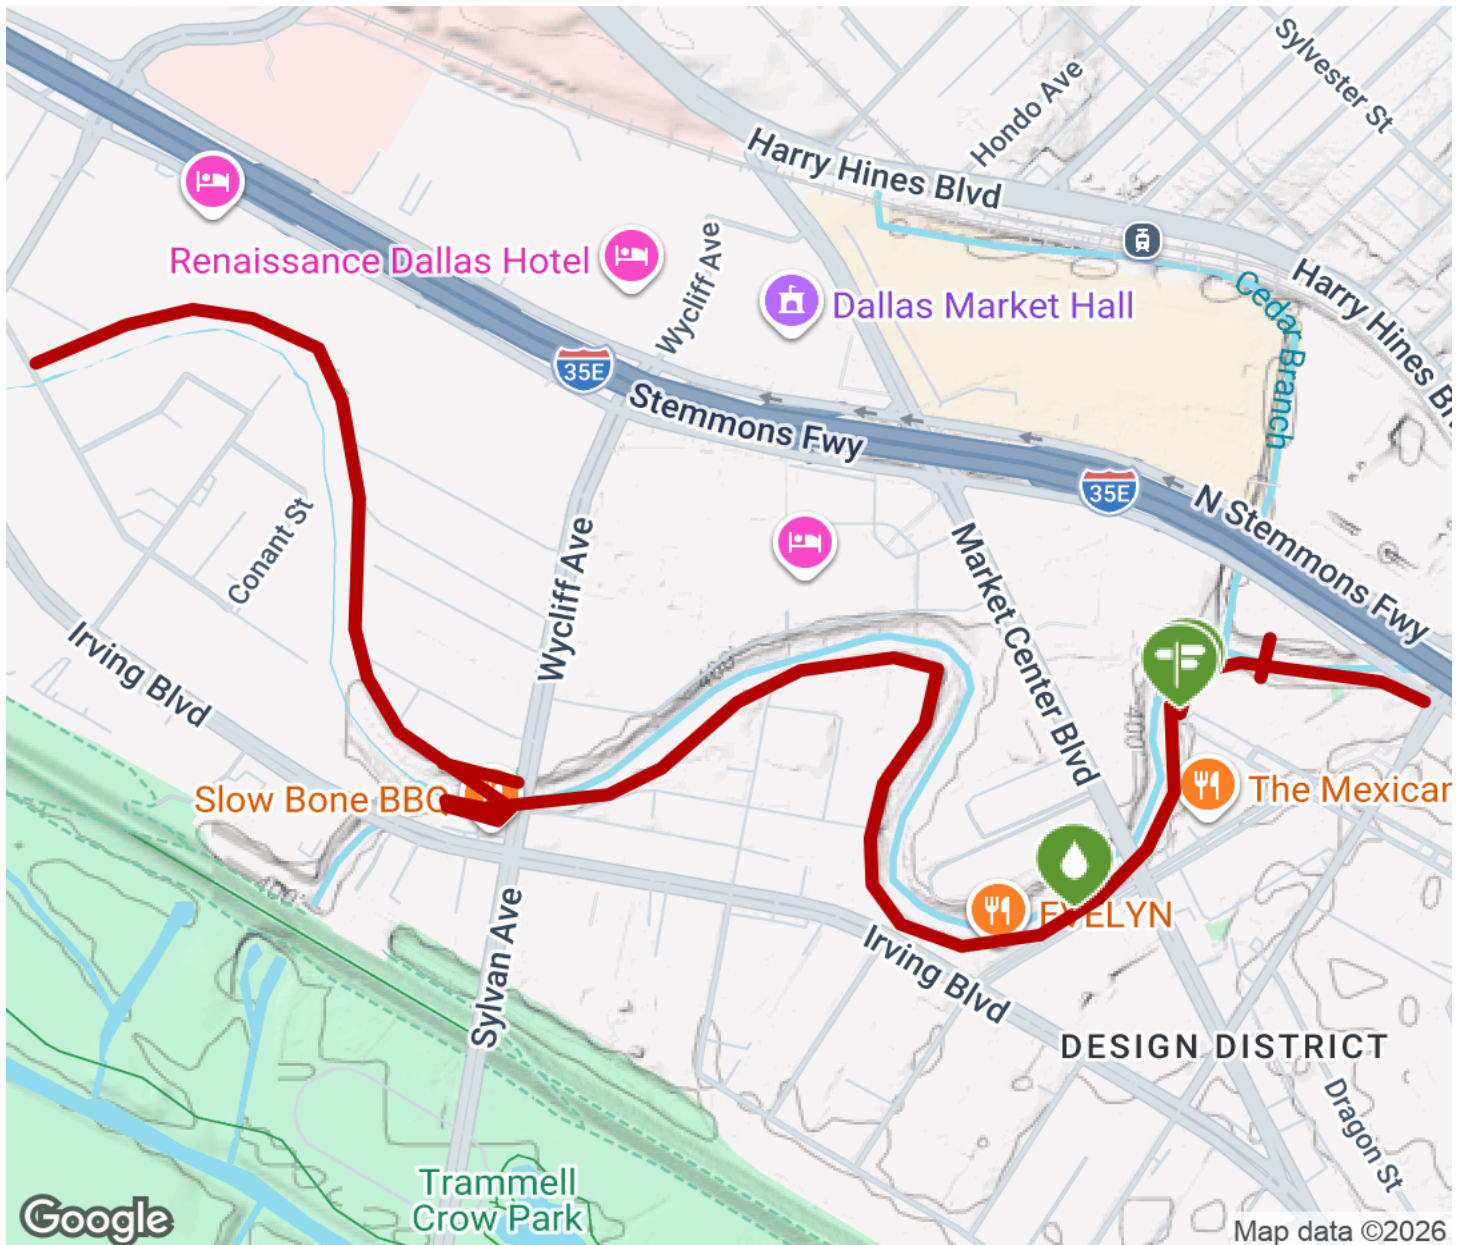 Sylvester St
Hondo Ave
Harry Hines Blvd
Renaissance Dallas Hotel
Wycliff Ave
Dallas Market Hall
Cedar Branch
Harry Hines Bl
35E
Stemmons Fwy
35E
N Stemmons Fwy
Conant St
Wycliff Ave
Market Center Blvd
Irving Blvd
400
Slow Bone BBQ
The Mexican
EVELYN
Sylvan Ave
Irving Blvd
DESIGN DISTRICT
Dragon St
Trammell
Crow Park
Google
Map data ©2026